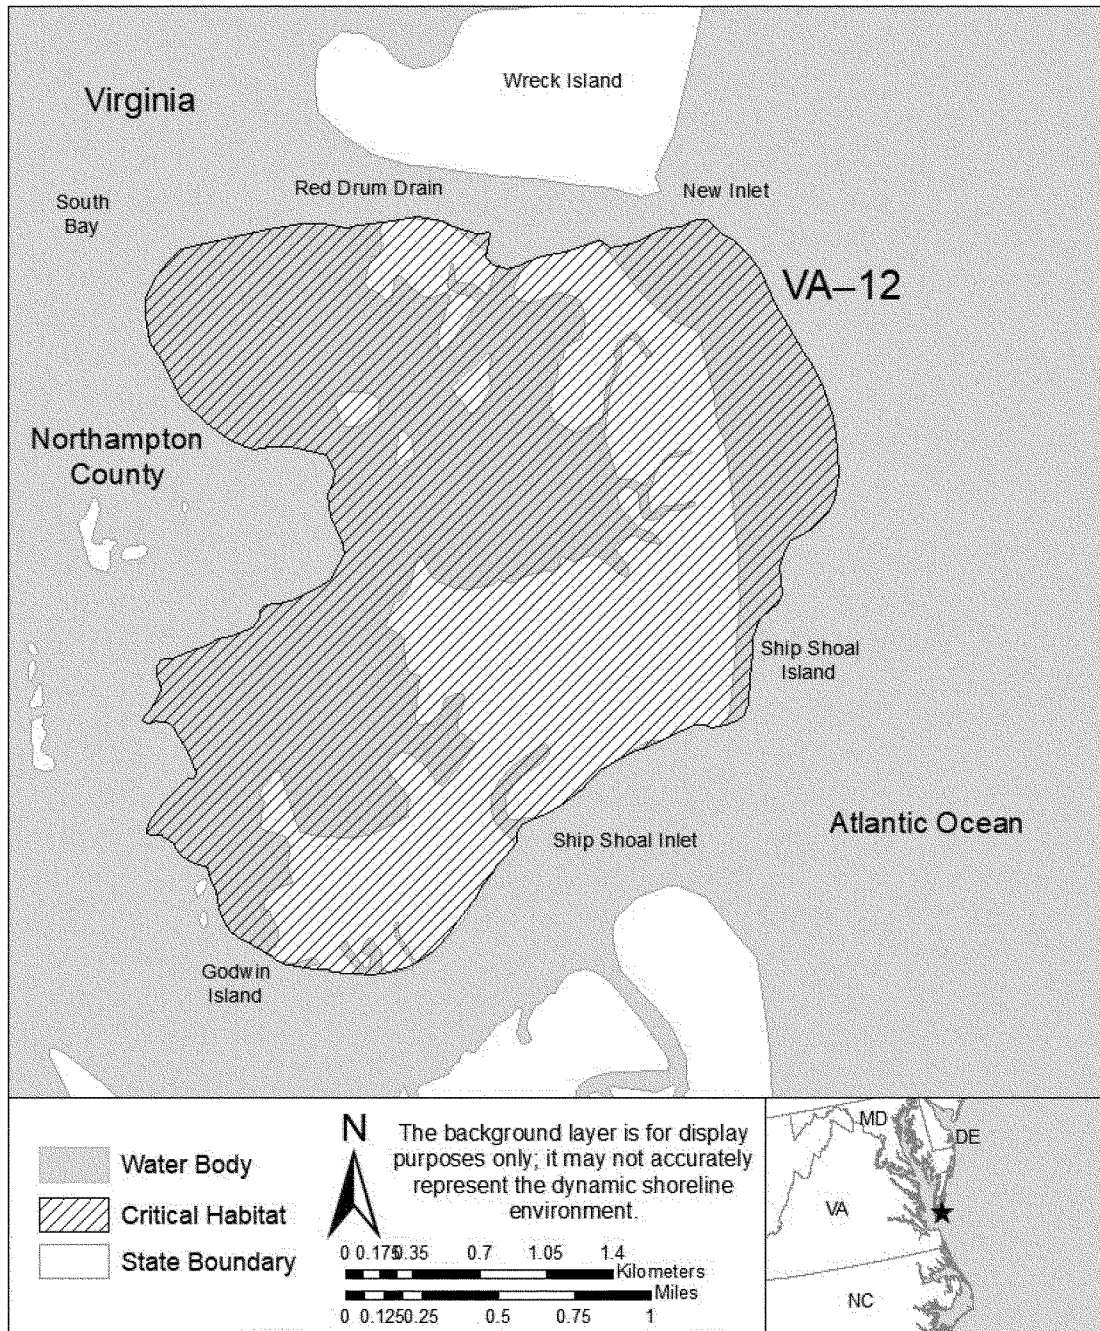 Wreck Island
Virginia
Red Drum Drain
New Inlet
South
Bay
VA–12
Northampton
County
Ship Shoal
Island
Atlantic Ocean
Ship Shoal Inlet
Godwin
Island
Water Body
Critical Habitat
State Boundary
N
The background layer is for display
purposes only; it may not accurately
represent the dynamic shoreline
environment.
0 0.175 0.35 0.7 1.05 1.4
Kilometers
Miles
0 0.125 0.25 0.5 0.75 1
MD
DE
VA
NC